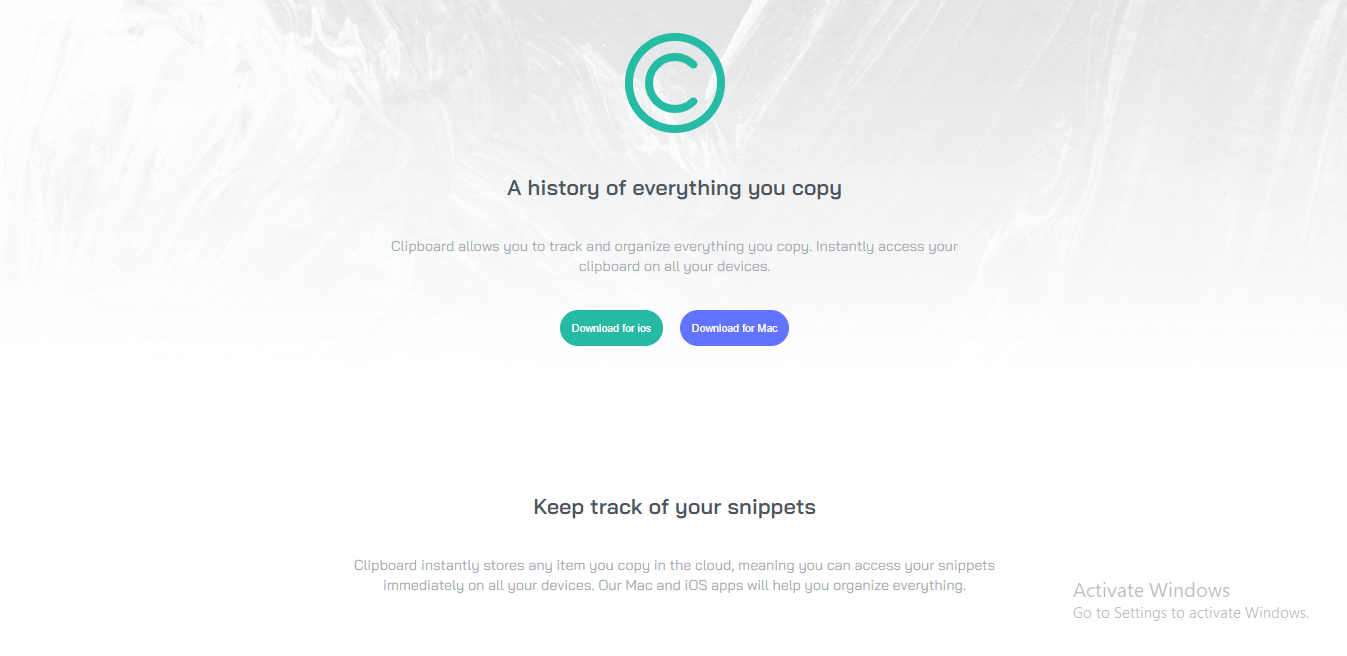 A history of everything you copy
Clipboard allows you to track and organize everything you copy. Instantly access your
clipboard on all your devices.
Download for ios
Download for Mac
Keep track of your snippets
Clipboard instantly stores any item you copy in the cloud, meaning you can access your snippets
immediately on all your devices. Our Mac and iOS apps will help you organize everything.
Activate Windows
Go to Settings to activate Windows.